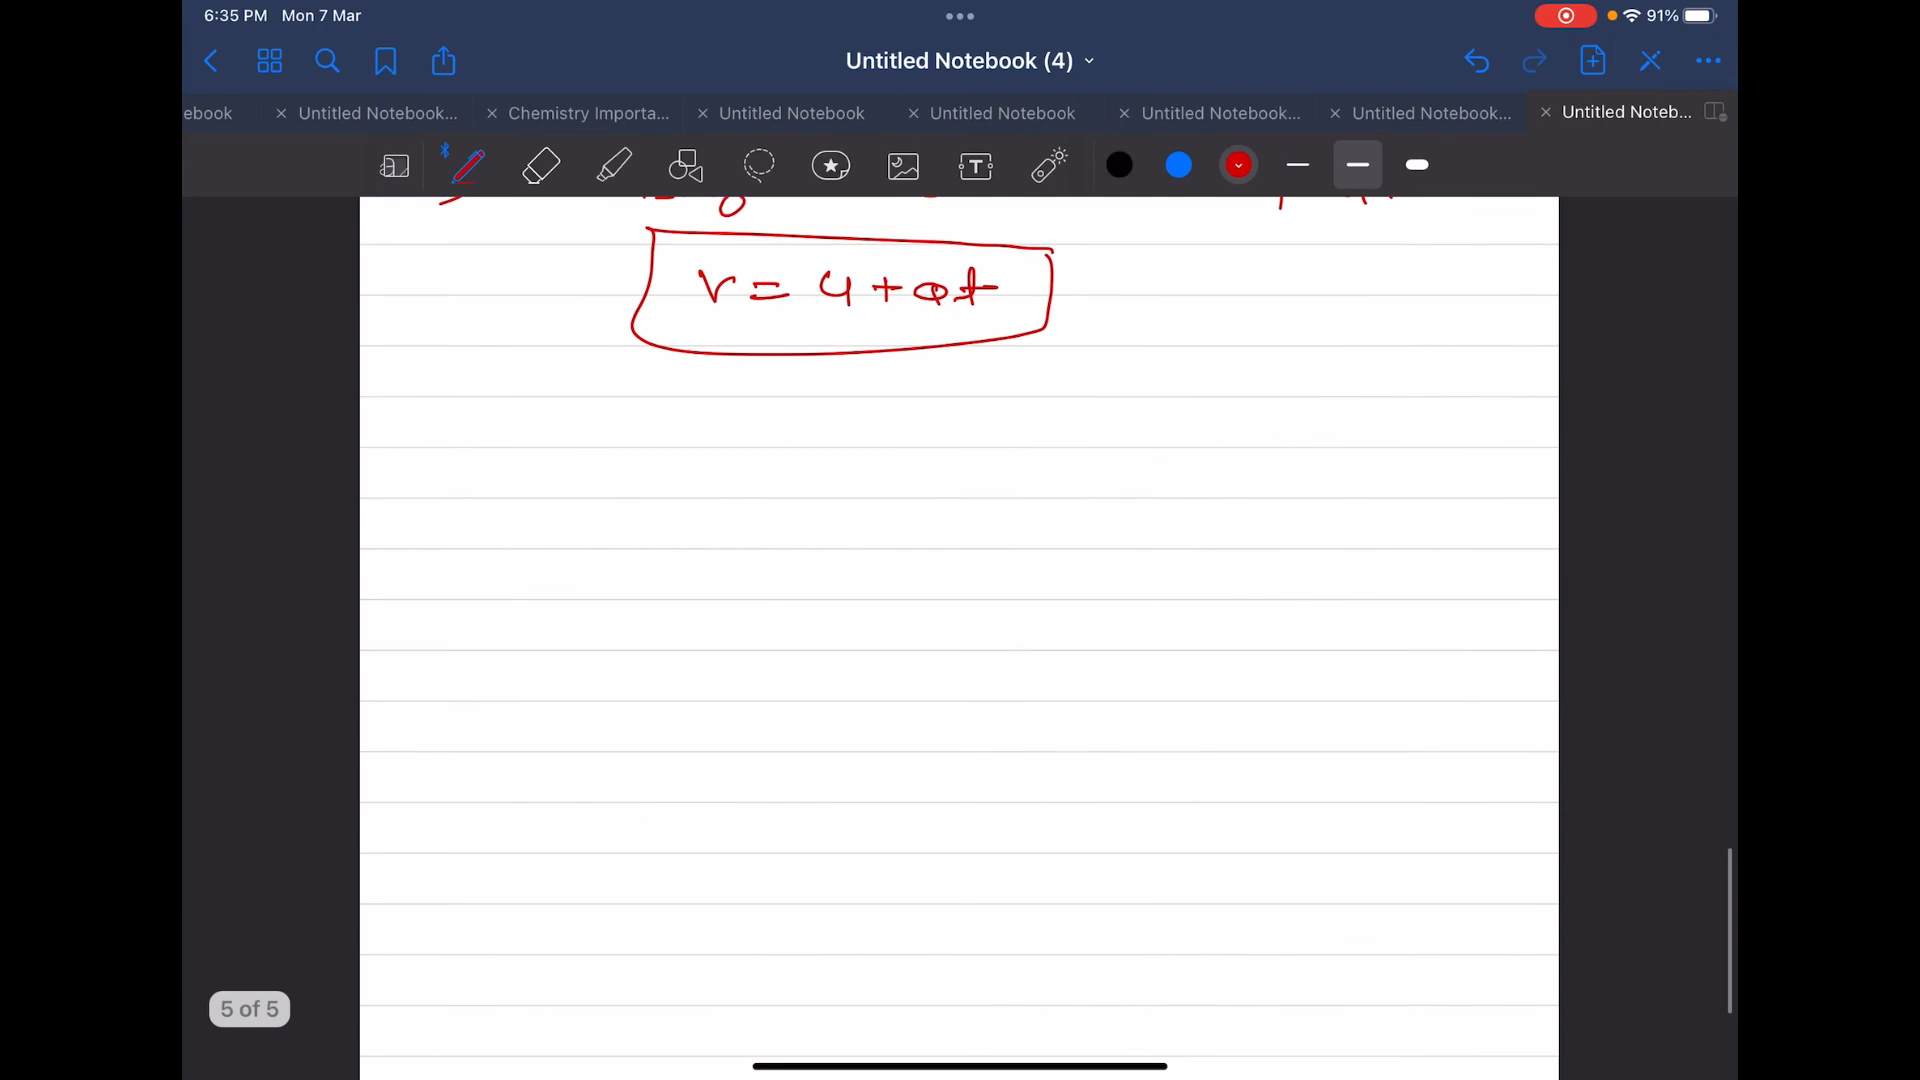 6:35 PM Mon 7 Mar
91%
Untitled Notebook (4)
ebook
Untitled Notebook...
Chemistry Importa...
Untitled Notebook
Untitled Notebook
Untitled Notebook...
Untitled Notebook...
Untitled Noteb...
v = u + at
5 of 5